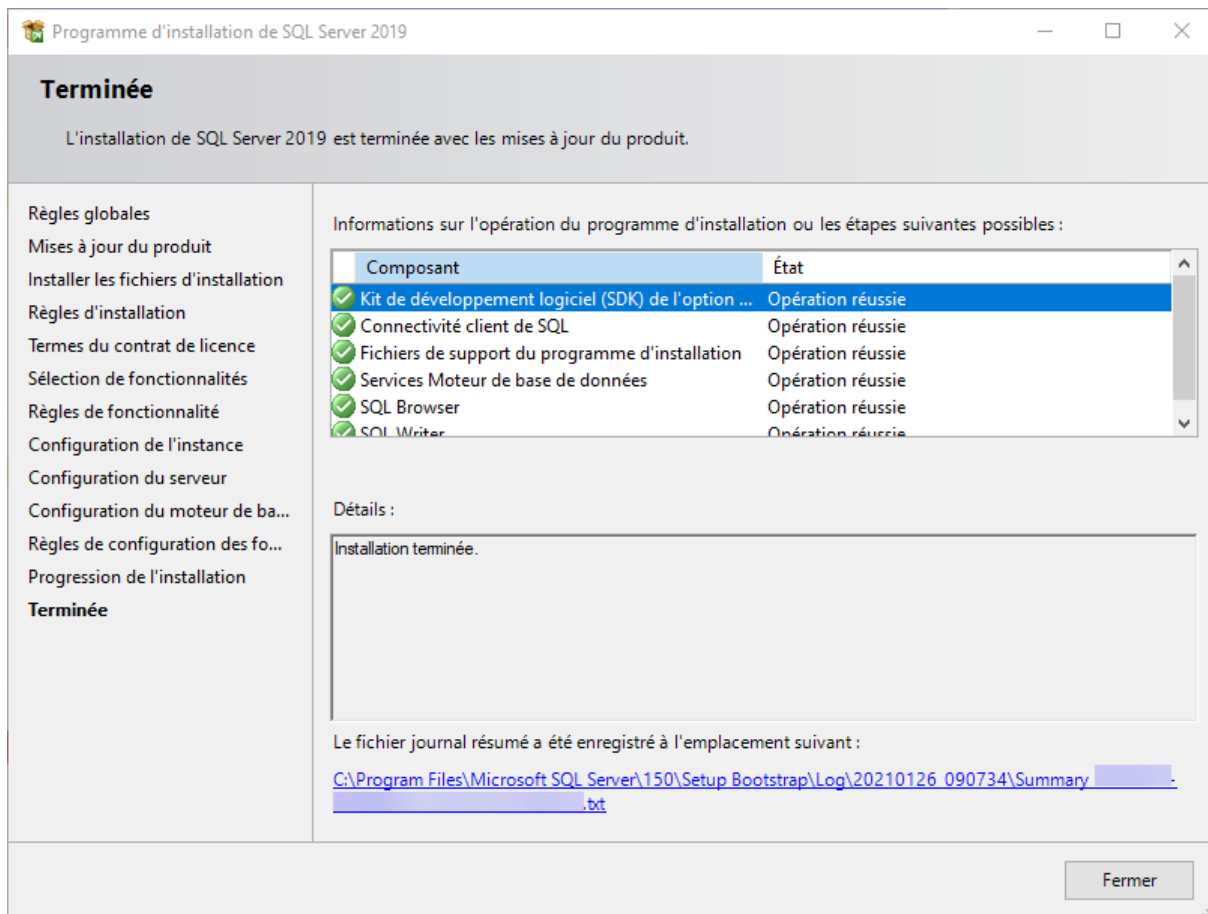 Programme d'installation de SQL Server 2019
Terminée
L'installation de SQL Server 2019 est terminée avec les mises à jour du produit.
Règles globales
Mises à jour du produit
Installer les fichiers d'installation
Règles d'installation
Termes du contrat de licence
Sélection de fonctionnalités
Règles de fonctionnalité
Configuration de l'instance
Configuration du serveur
Configuration du moteur de ba...
Règles de configuration des fo...
Progression de l'installation
Terminée
Informations sur l'opération du programme d'installation ou les étapes suivantes possibles :
Composant État
Kit de développement logiciel (SDK) de l'option ... Opération réussie
Connectivité client de SQL Opération réussie
Fichiers de support du programme d'installation Opération réussie
Services Moteur de base de données Opération réussie
SQL Browser Opération réussie
SQL Writer Opération réussie
Détails :
Installation terminée.
Le fichier journal résumé a été enregistré à l'emplacement suivant :
C:\Program Files\Microsoft SQL Server\150\Setup Bootstrap\Log\20210126_090734\Summary -
.txt
Fermer